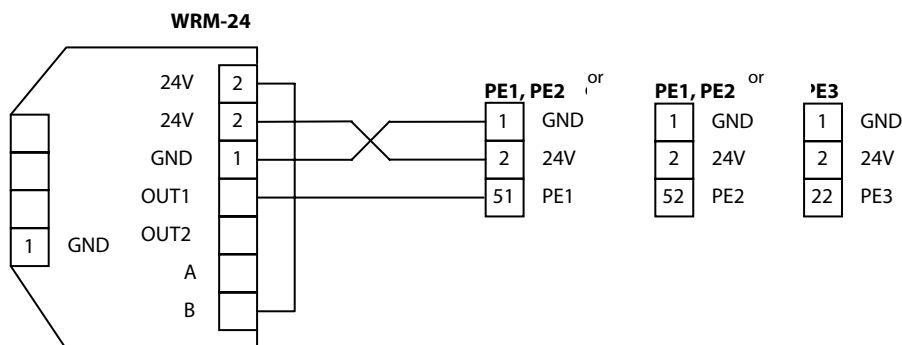 WRM-24
24V 2
24V 2
GND 1
OUT1
OUT2
A
B
1 GND
PE1, PE2 or
1 GND
2 24V
51 PE1
PE1, PE2 or
1 GND
2 24V
52 PE2
PE3
1 GND
2 24V
22 PE3